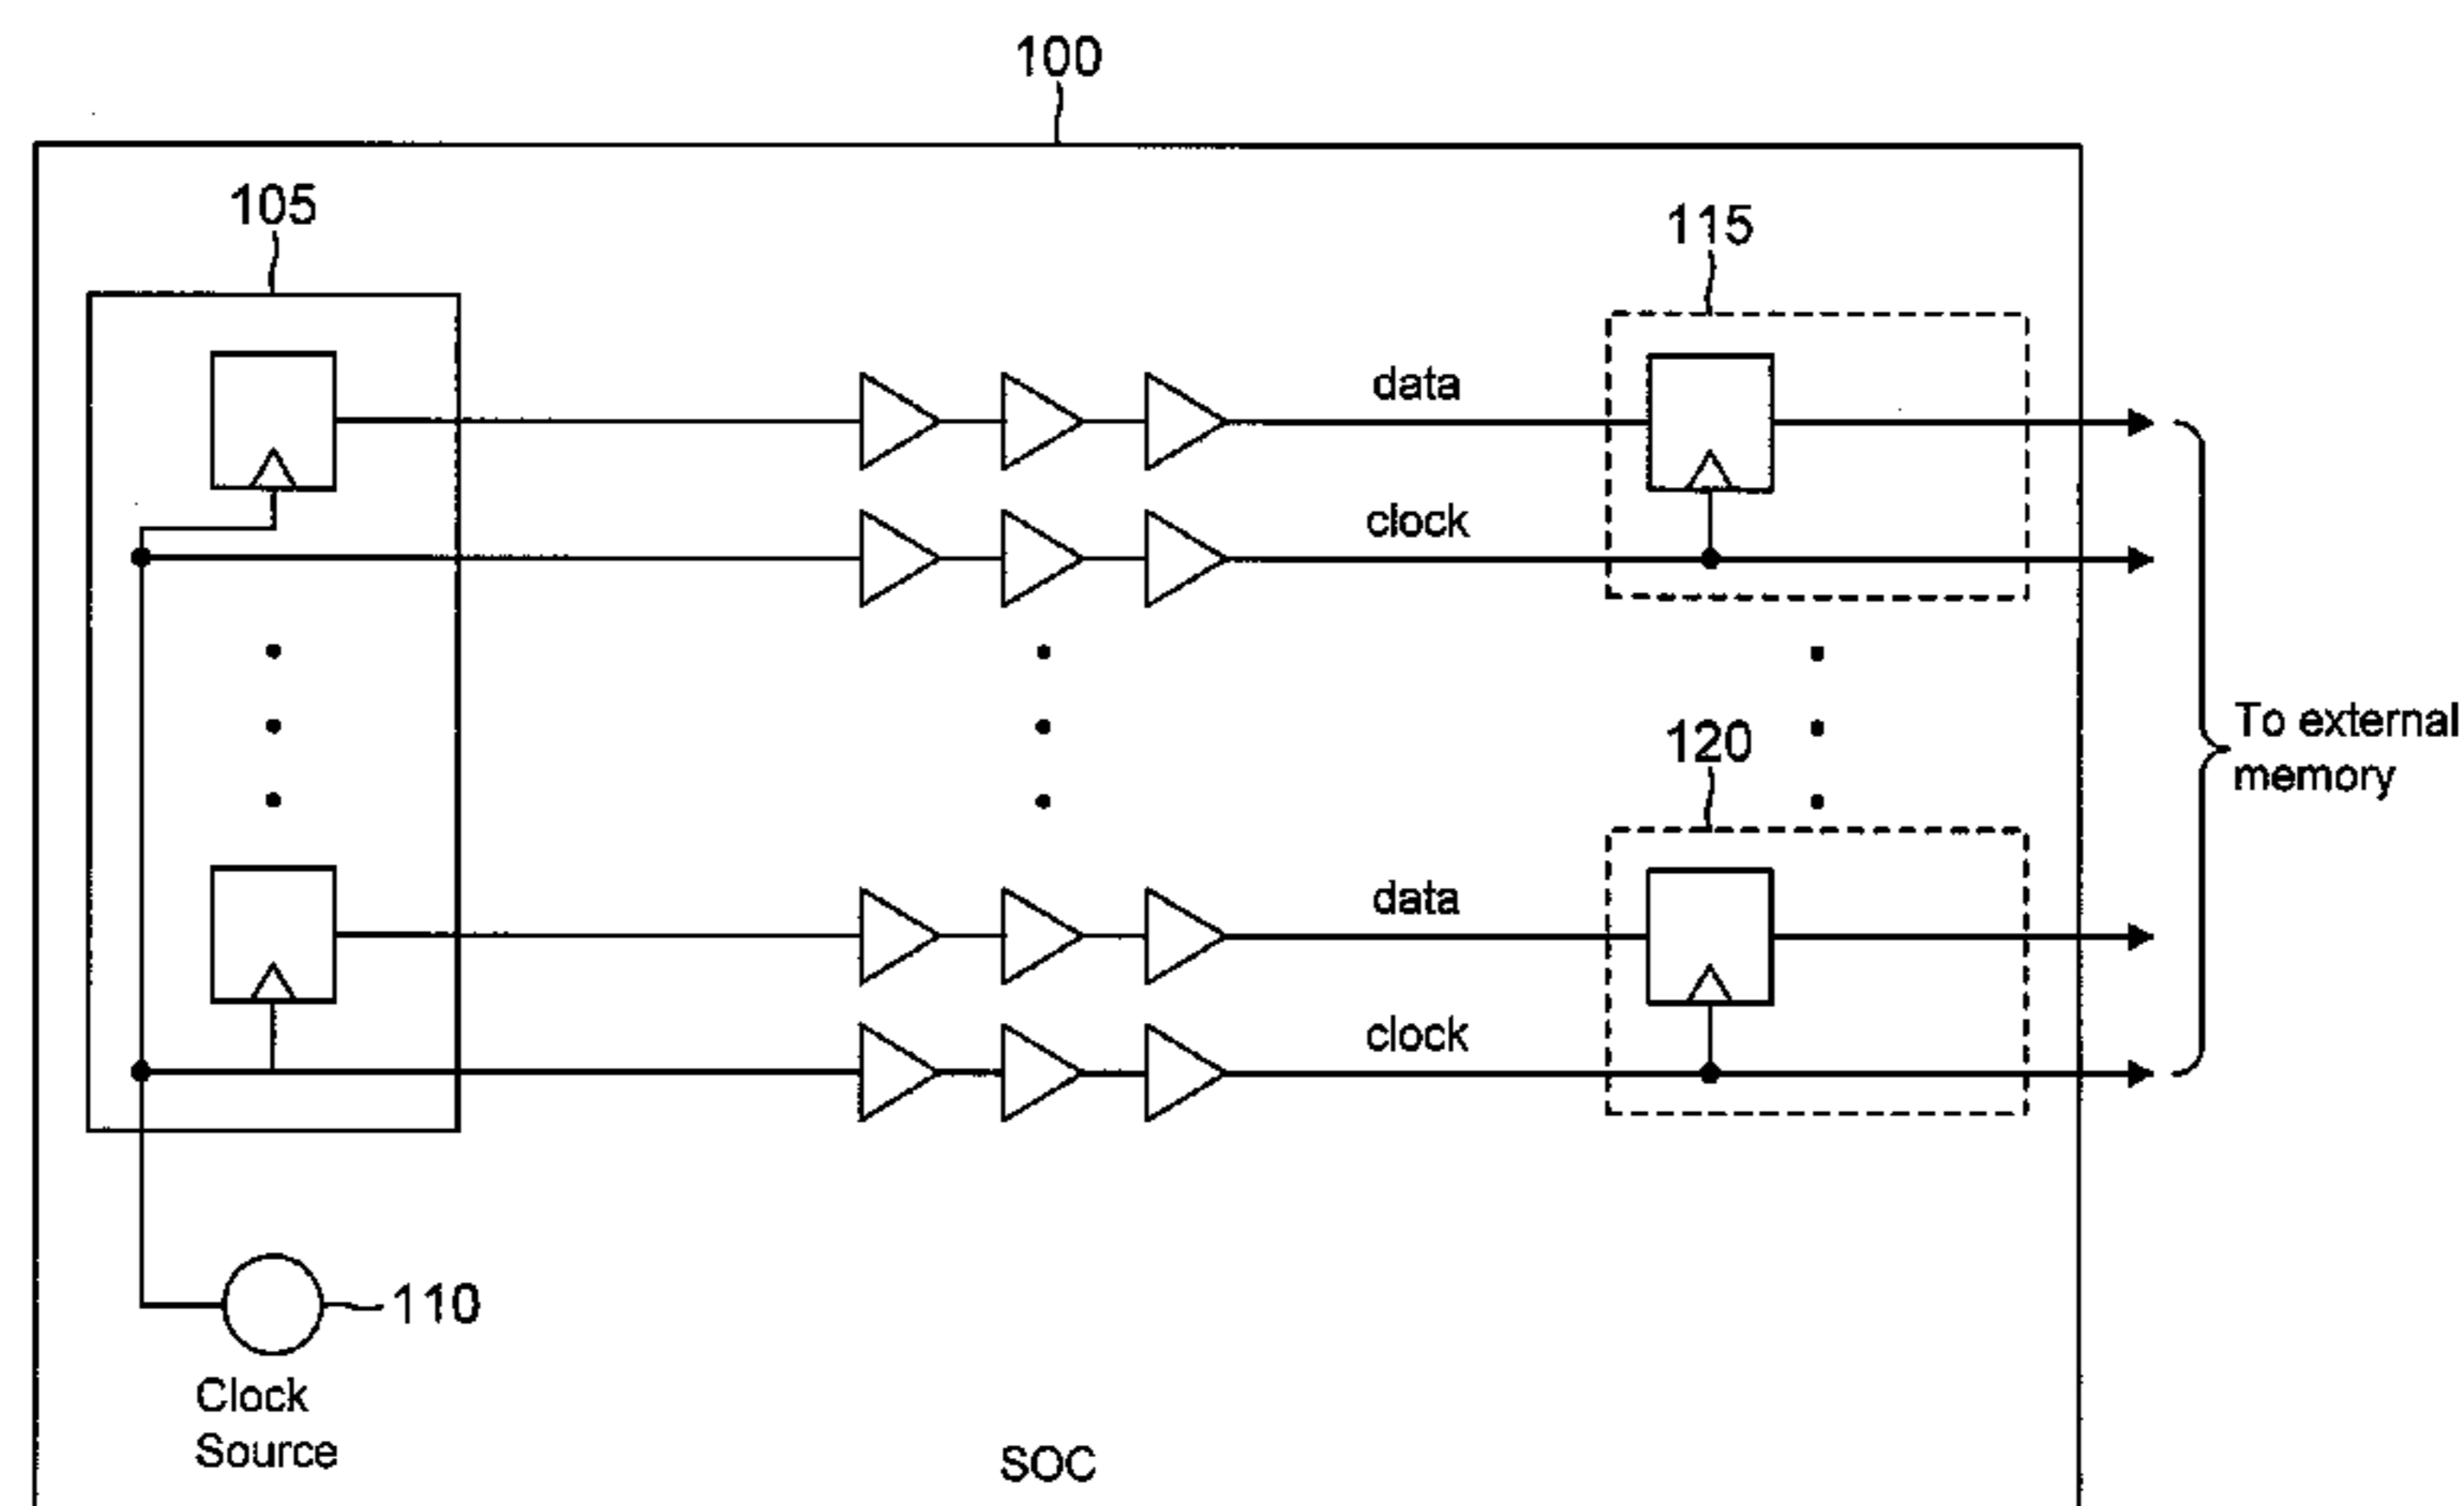 100
105
115
data
clock
120
To external
memory
data
clock
110
Clock
Source
SOC